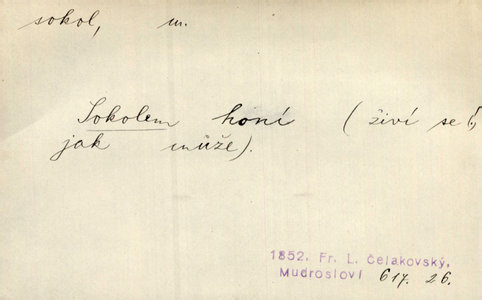 sokol, m.
Sokolem honí (živí se,
jak může).
1852. Fr. L. Čelakovský,
Mudrosloví 617. 26.